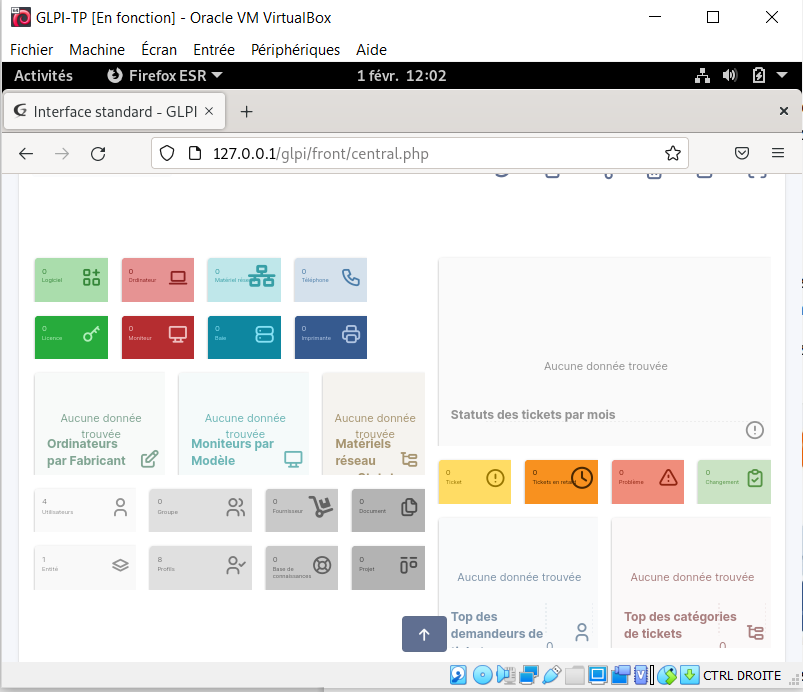 GLPI-TP [En fonction] - Oracle VM VirtualBox
Fichier Machine Écran Entrée Périphériques Aide
Activités Firefox ESR 1 févr. 12:02
Interface standard - GLPI
127.0.0.1/glpi/front/central.php
0 0 0 0
Logiciel Ordinateur Matériel Téléphone
0 0 0 0
Licence Moniteur Baie Imprimante
Aucune donnée trouvée
Ordinateurs par Fabricant
Aucune donnée trouvée
Moniteurs par Modèle
Aucune donnée trouvée
Matériels réseau
4 0 0 0
Utilisateurs Groupe Fournisseur Document
1 8 0 0
Entité Profils Base de connaissances Projet
Aucune donnée trouvée
Statuts des tickets par mois
0 0 0 0
Ticket Tickets en retard Problème Changement
Aucune donnée trouvée
Top des demandeurs de
0
Aucune donnée trouvée
Top des catégories de tickets
0
CTRL DROITE